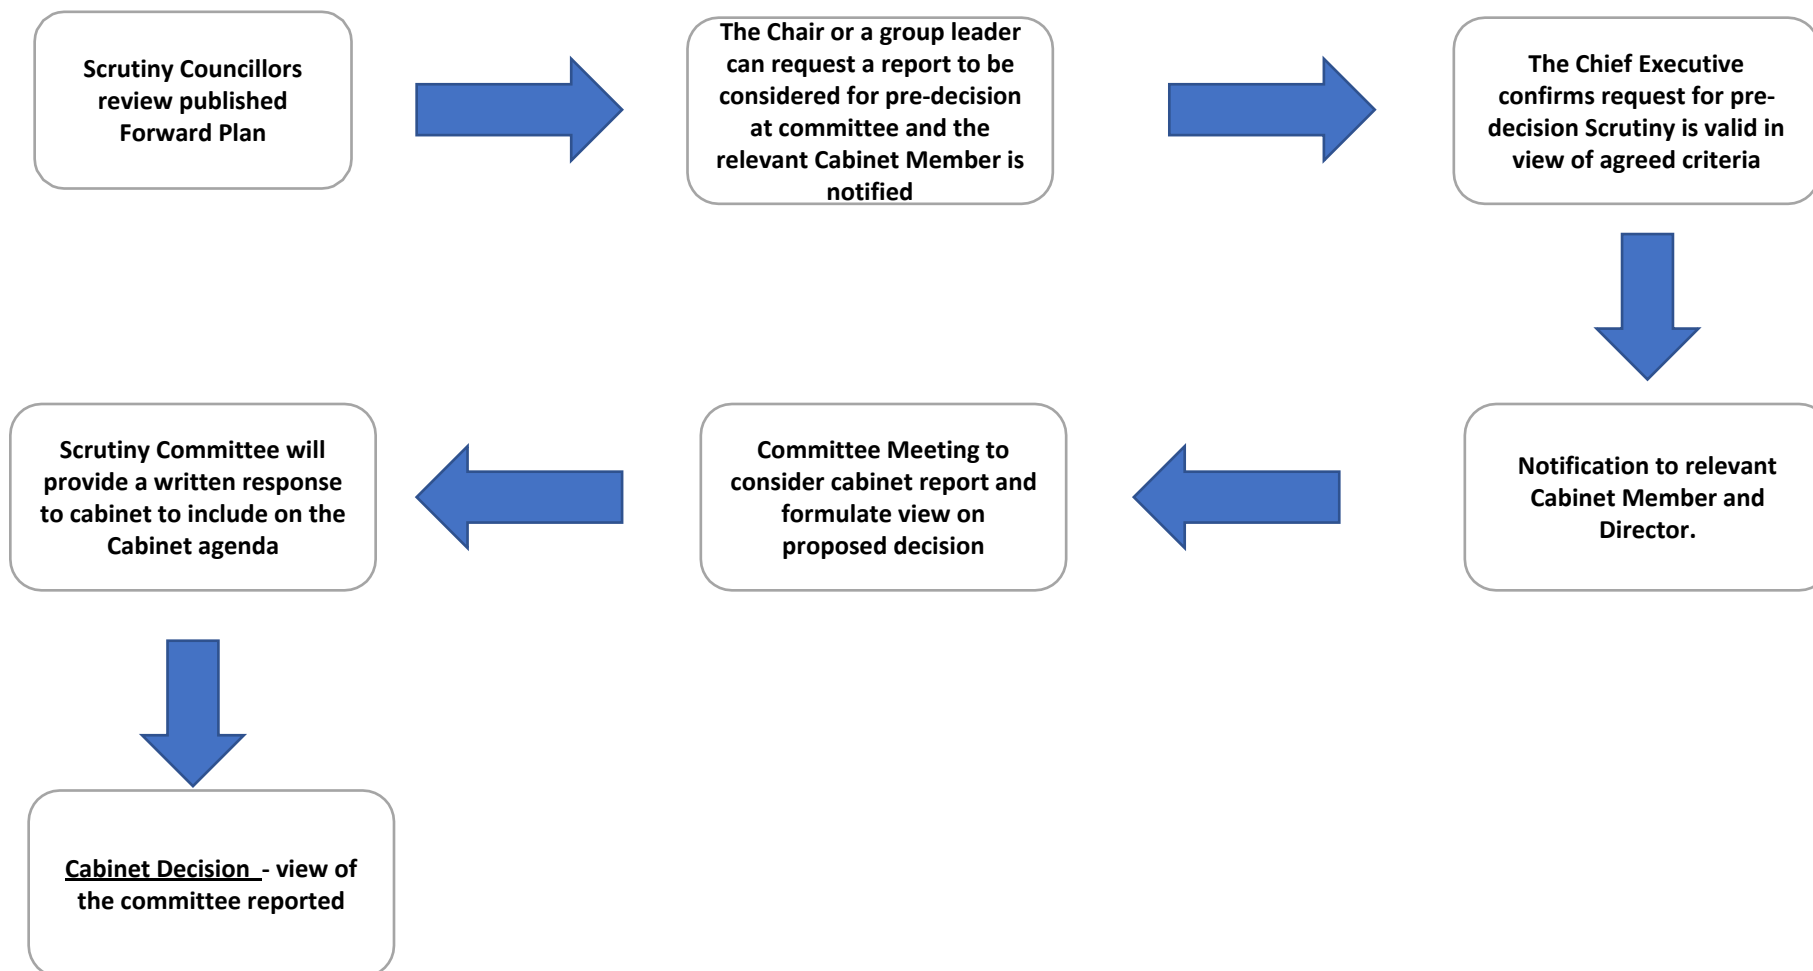 Scrutiny Councillors
review published
Forward Plan
The Chair or a group leader
can request a report to be
considered for pre-decision
at committee and the
relevant Cabinet Member is
notified
The Chief Executive
confirms request for pre-
decision Scrutiny is valid in
view of agreed criteria
Notification to relevant
Cabinet Member and
Director.
Committee Meeting to
consider cabinet report and
formulate view on
proposed decision
Scrutiny Committee will
provide a written response
to cabinet to include on the
Cabinet agenda
Cabinet Decision - view of
the committee reported